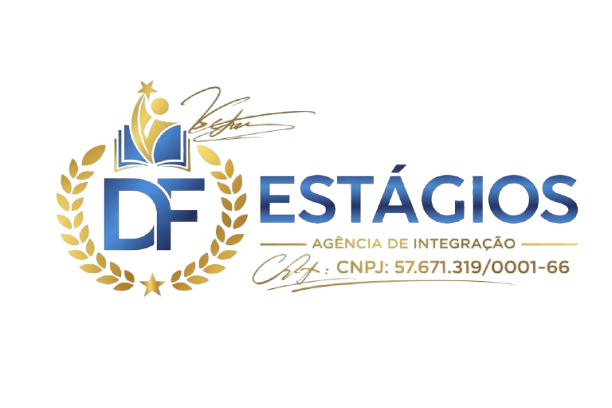 DF
ESTÁGIOS
AGÊNCIA DE INTEGRAÇÃO
CNPJ: 57.671.319/0001-66